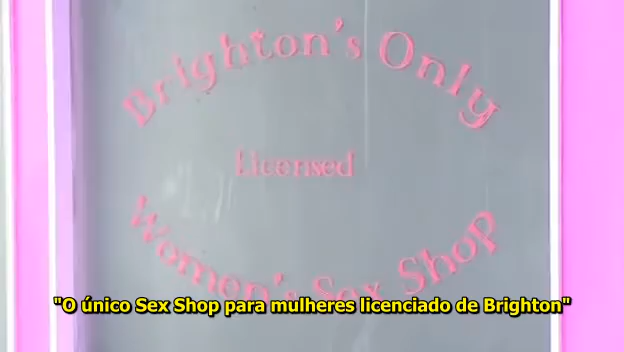 Brighton's Only
Licensed
Women's Sex Shop
"O único Sex Shop para mulheres licenciado de Brighton"